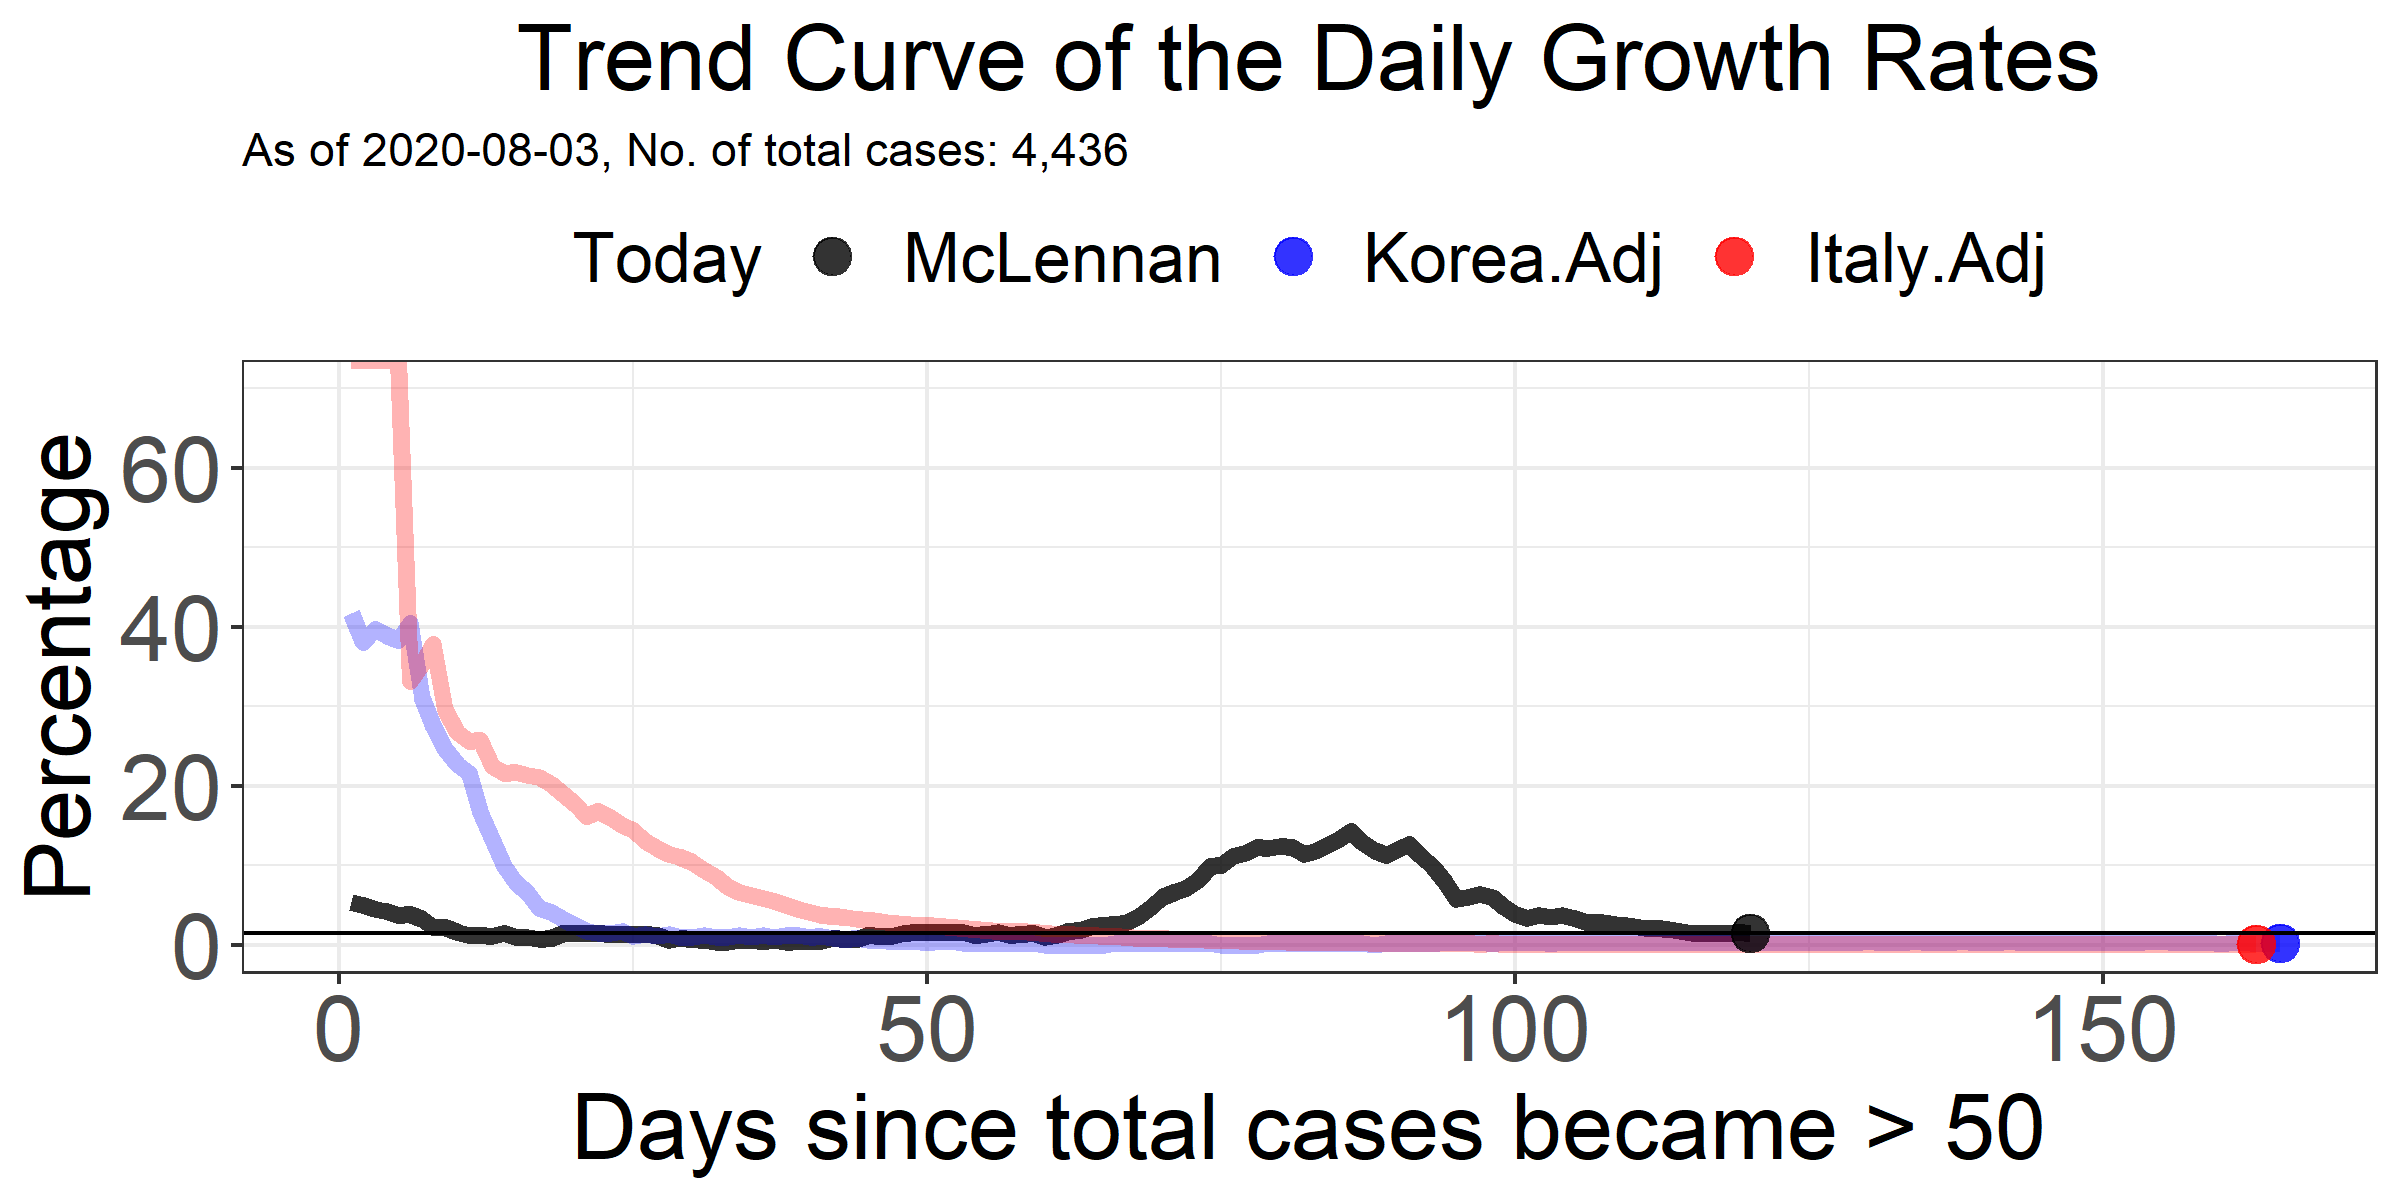 Trend Curve of the Daily Growth Rates
As of 2020-08-03, No. of total cases: 4,436
Today McLennan Korea.Adj Italy.Adj
Percentage
60
40
20
0
0 50 100 150
Days since total cases became > 50